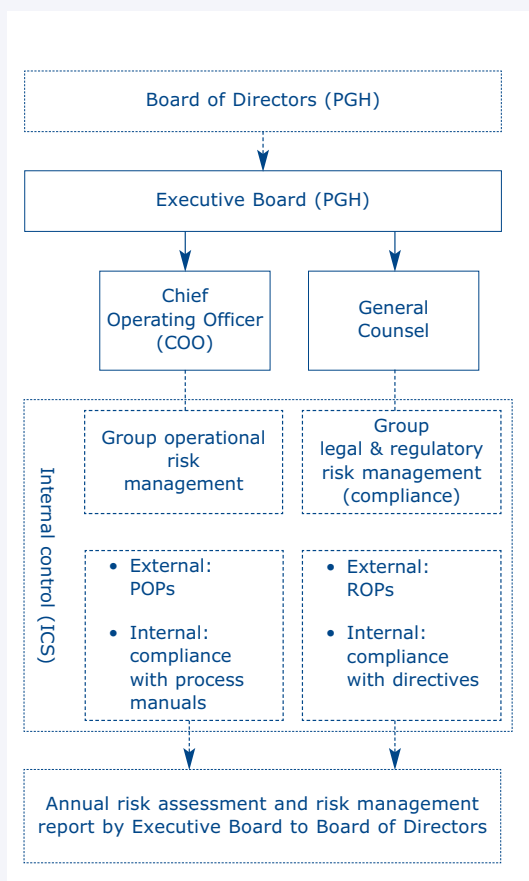 Board of Directors (PGH)
Executive Board (PGH)
Chief
Operating Officer
(COO)
General
Counsel
Internal control (ICS)
Group operational
risk
management
Group
legal & regulatory
risk management
(compliance)
• External:
POPs
• Internal:
compliance
with process
manuals
• External:
ROPs
• Internal:
compliance
with directives
Annual risk assessment and risk management
report by Executive Board to Board of Directors